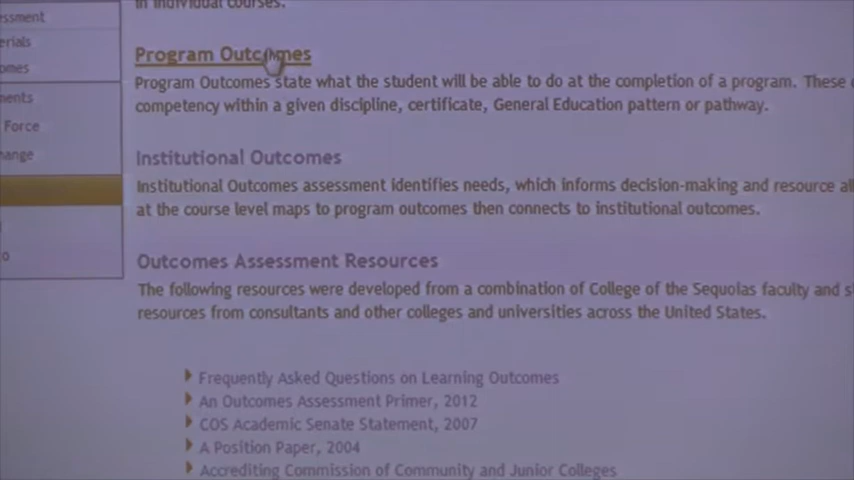 in individual courses.
Program Outcomes
Program Outcomes state what the student will be able to do at the completion of a program. These
competency within a given discipline, certificate, General Education pattern or pathway.
Institutional Outcomes
Institutional Outcomes assessment identifies needs, which informs decision-making and resource al
at the course level maps to program outcomes then connects to institutional outcomes.
Outcomes Assessment Resources
The following resources were developed from a combination of College of the Sequoias faculty and s
resources from consultants and other colleges and universities across the United States.
Frequently Asked Questions on Learning Outcomes
An Outcomes Assessment Primer, 2012
COS Academic Senate Statement, 2007
A Position Paper, 2004
Accrediting Commission of Community and Junior Colleges
essment
erials
omes
ments
Force
hange
o